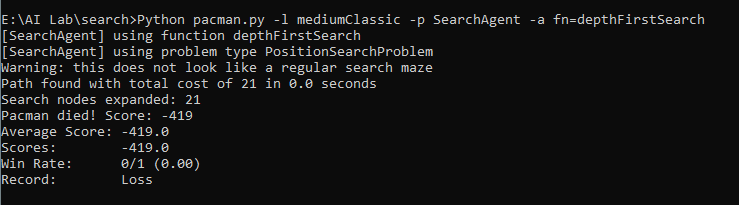 E:\AI Lab\search>Python pacman.py -l mediumClassic -p SearchAgent -a fn=depthFirstSearch
[SearchAgent] using function depthFirstSearch
[SearchAgent] using problem type PositionSearchProblem
Warning: this does not look like a regular search maze
Path found with total cost of 21 in 0.0 seconds
Search nodes expanded: 21
Pacman died! Score: -419
Average Score: -419.0
Scores:        -419.0
Win Rate:      0/1 (0.00)
Record:        Loss